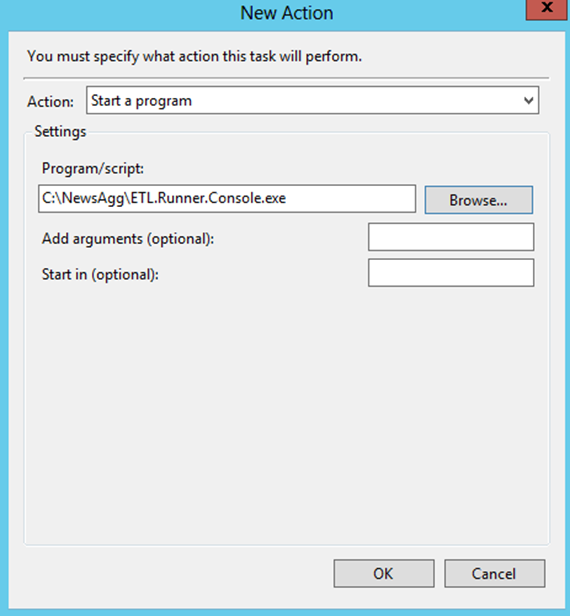 New Action
x
You must specify what action this task will perform.
Action: Start a program
Settings
Program/script:
C:\NewsAgg\ETL.Runner.Console.exe Browse...
Add arguments (optional):
Start in (optional):
OK Cancel